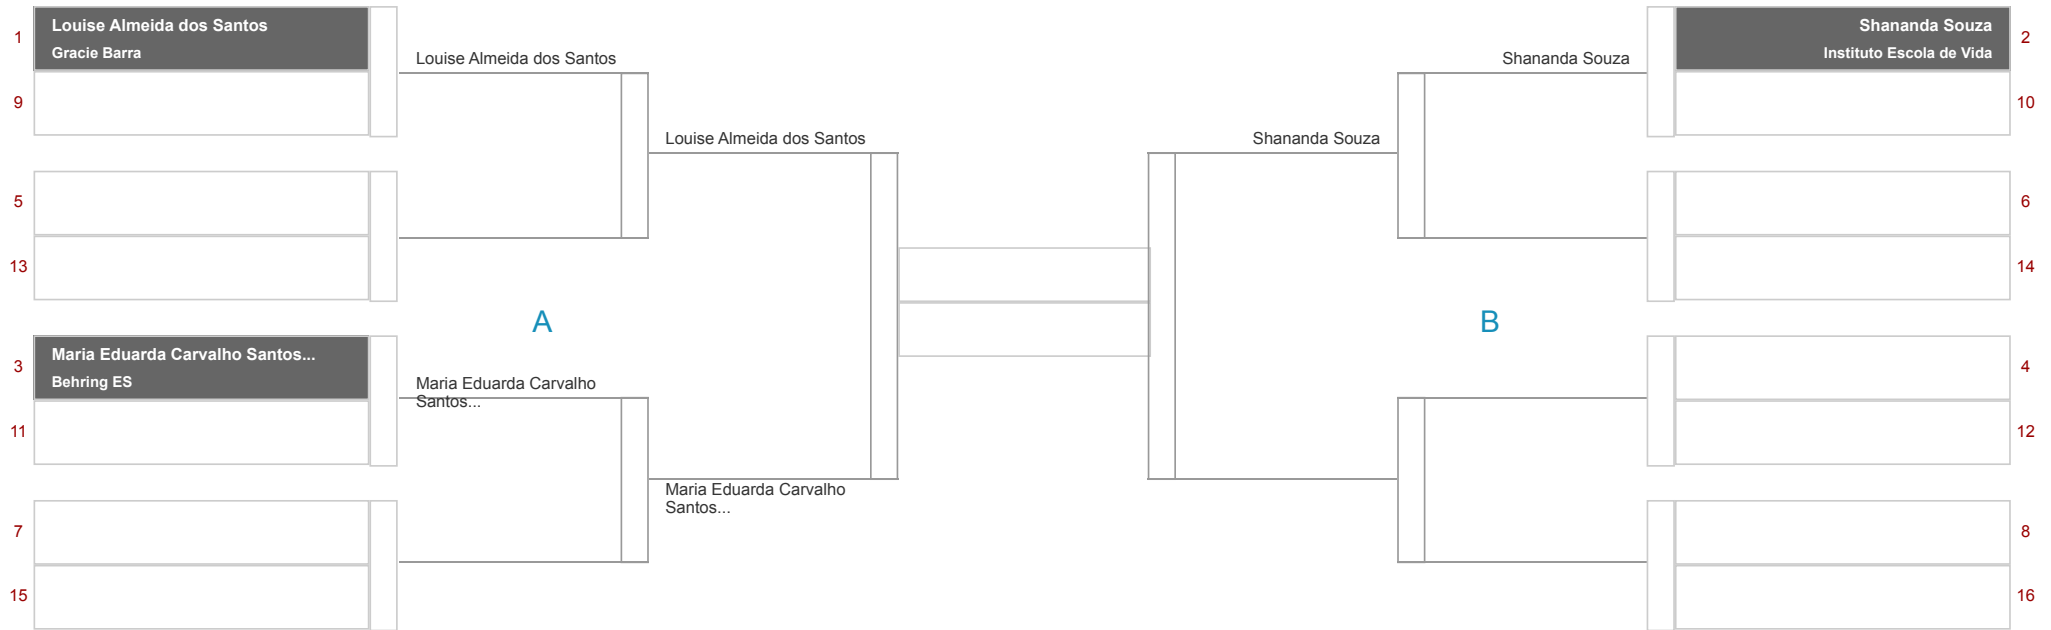 1
Louise Almeida dos Santos
Gracie Barra
9
5
13
3
Maria Eduarda Carvalho Santos...
Behring ES
11
7
15
Louise Almeida dos Santos
A
Maria Eduarda Carvalho
Santos...
Louise Almeida dos Santos
Maria Eduarda Carvalho
Santos...
Shananda Souza
Shananda Souza
B
Shananda Souza
Instituto Escola de Vida
2
10
6
14
4
12
8
16